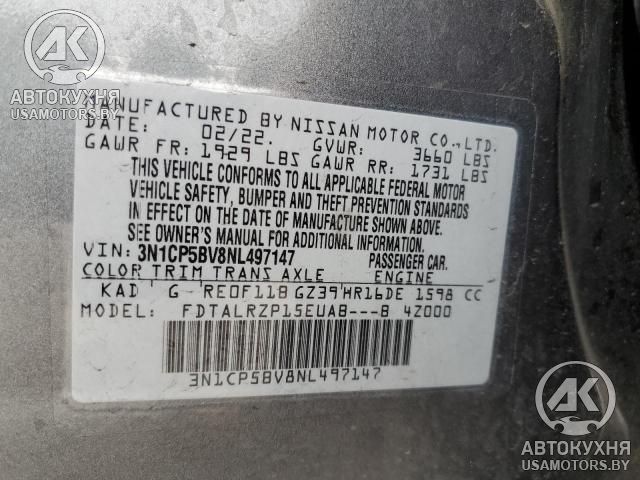 AK
АВТОКУХНЯ
USAMOTORS.BY
MANUFACTURED BY NISSAN MOTOR CO., LTD.
DATE: 02/22. GVWR: 3660 LBS
GAWR FR: 1929 LBS GAWR RR: 1731 LBS
THIS VEHICLE CONFORMS TO ALL APPLICABLE FEDERAL MOTOR
VEHICLE SAFETY, BUMPER AND THEFT PREVENTION STANDARDS
IN EFFECT ON THE DATE OF MANUFACTURE SHOWN ABOVE.
SEE OWNER'S MANUAL FOR ADDITIONAL INFORMATION.
VIN: 3N1CP5BV8NL497147 PASSENGER CAR.
COLOR TRIM TRANS AXLE ENGINE
KAD G - RE0F11B GZ39 HR16DE 1598 CC
MODEL: FDTALRZP15EUAB---B 4Z000
3N1CP5BV8NL497147
AK
АВТОКУХНЯ
USAMOTORS.BY